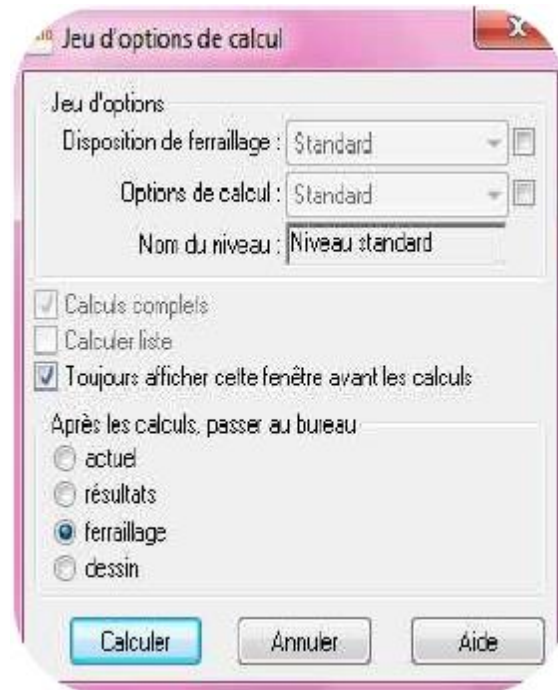 Jeu d'options de calcul
Jeu d'options
Disposition de ferraillage : Standard
Options de calcul : Standard
Nom du niveau : Niveau standard
Calculs complets
Calculer liste
Toujours afficher cette fenêtre avant les calculs
Après les calculs, passer au bureau
actuel
résultats
ferraillage
dessin
Calculer Annuler Aide